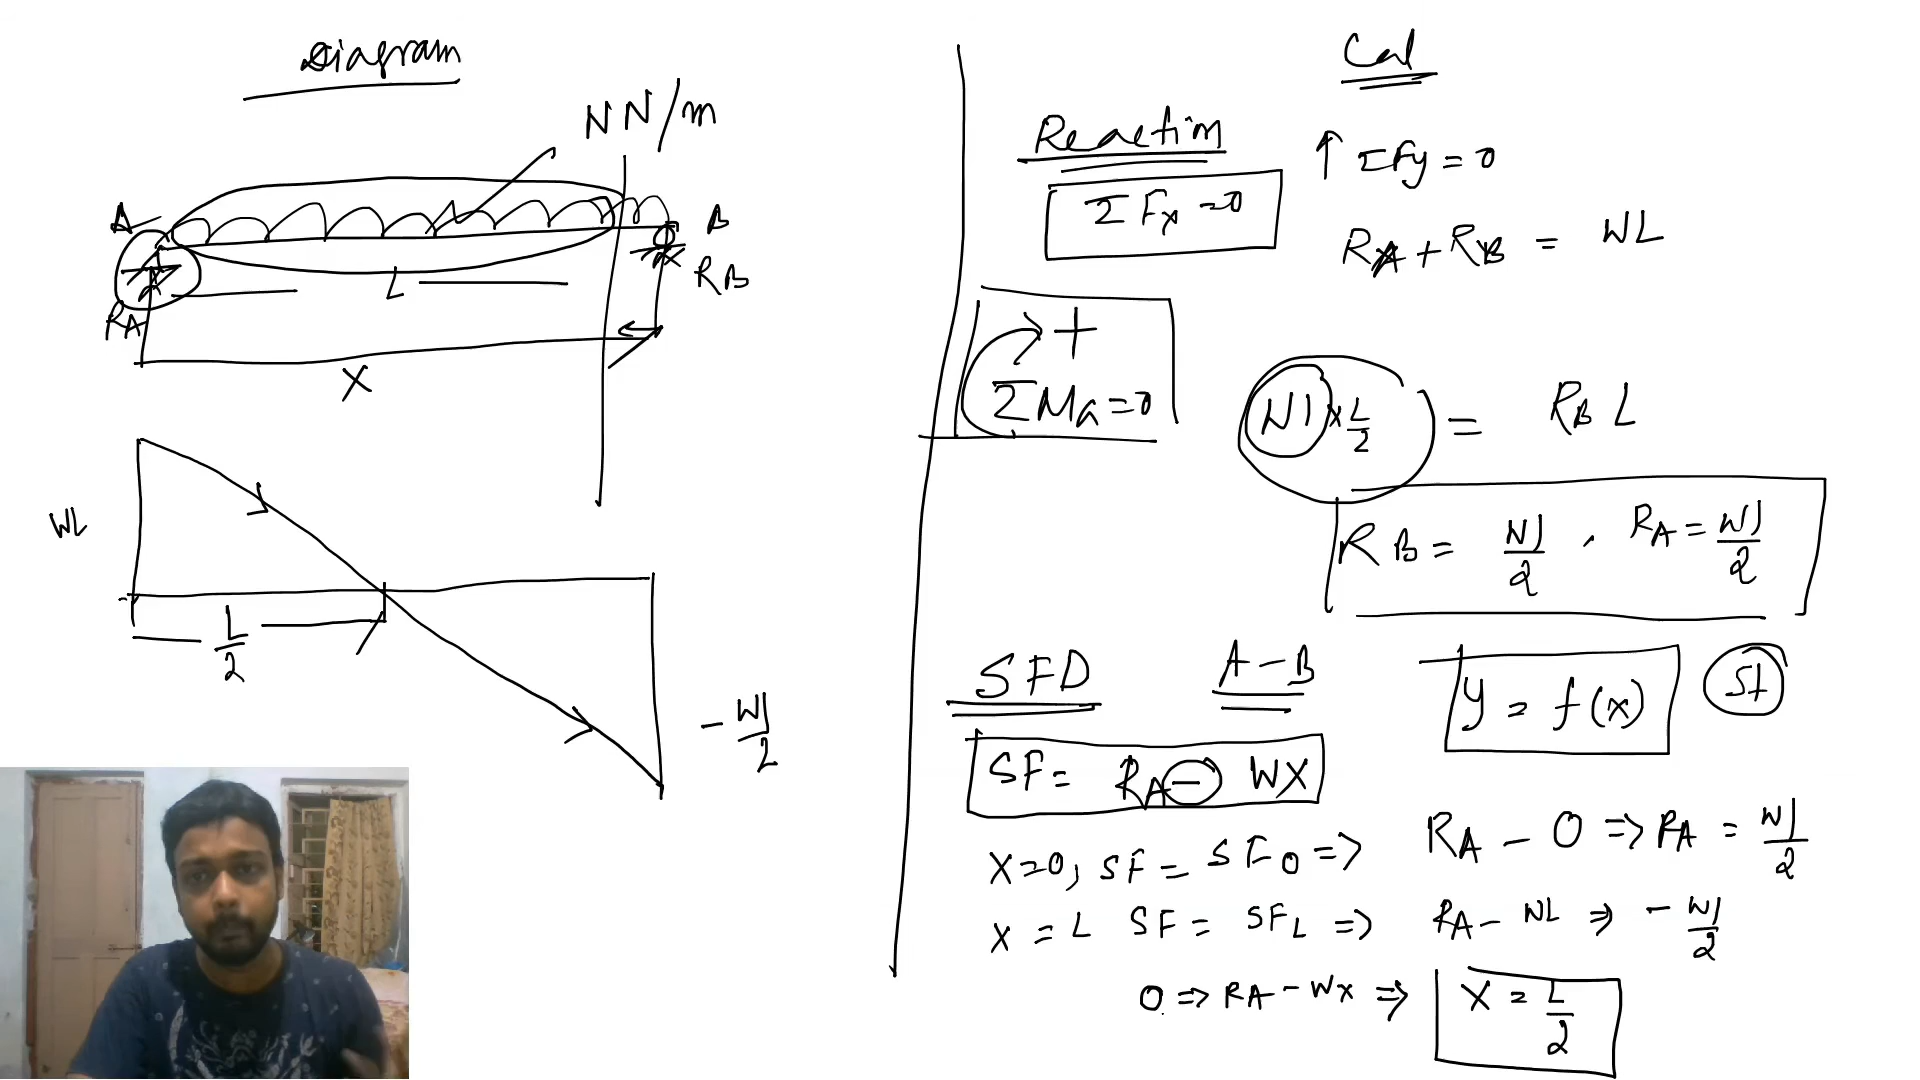 Diagram
W N/m
A
B
RA
L
RB
X
WL
L/2
- Wl/2
Cal
Reaction
↑ ΣFy = 0
ΣFx = 0
RA + RB = WL
+
ΣMa = 0
Wl × L/2 = RB L
RB = Wl/2 , RA = Wl/2
SFD A - B
y = f(x) Sf
SF = RA - WX
X=0, SF = SF0 => RA - 0 => RA = Wl/2
X = L SF = SFL => RA - WL => - Wl/2
0 => RA - WX => X = L/2